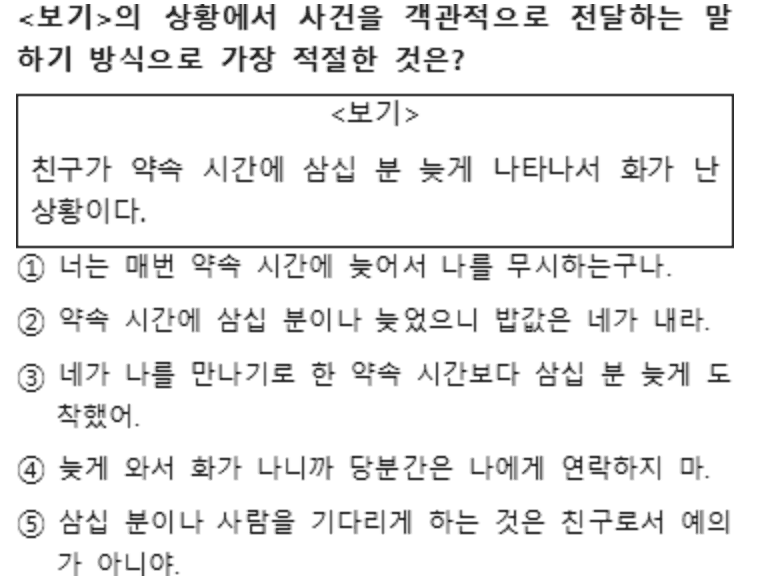 <보기>의 상황에서 사건을 객관적으로 전달하는 말
하기 방식으로 가장 적절한 것은?
<보기>
친구가 약속 시간에 삼십 분 늦게 나타나서 화가 난
상황이다.
① 너는 매번 약속 시간에 늦어서 나를 무시하는구나.
② 약속 시간에 삼십 분이나 늦었으니 밥값은 네가 내라.
③ 네가 나를 만나기로 한 약속 시간보다 삼십 분 늦게 도
착했어.
④ 늦게 와서 화가 나니까 당분간은 나에게 연락하지 마.
⑤ 삼십 분이나 사람을 기다리게 하는 것은 친구로서 예의
가 아니야.